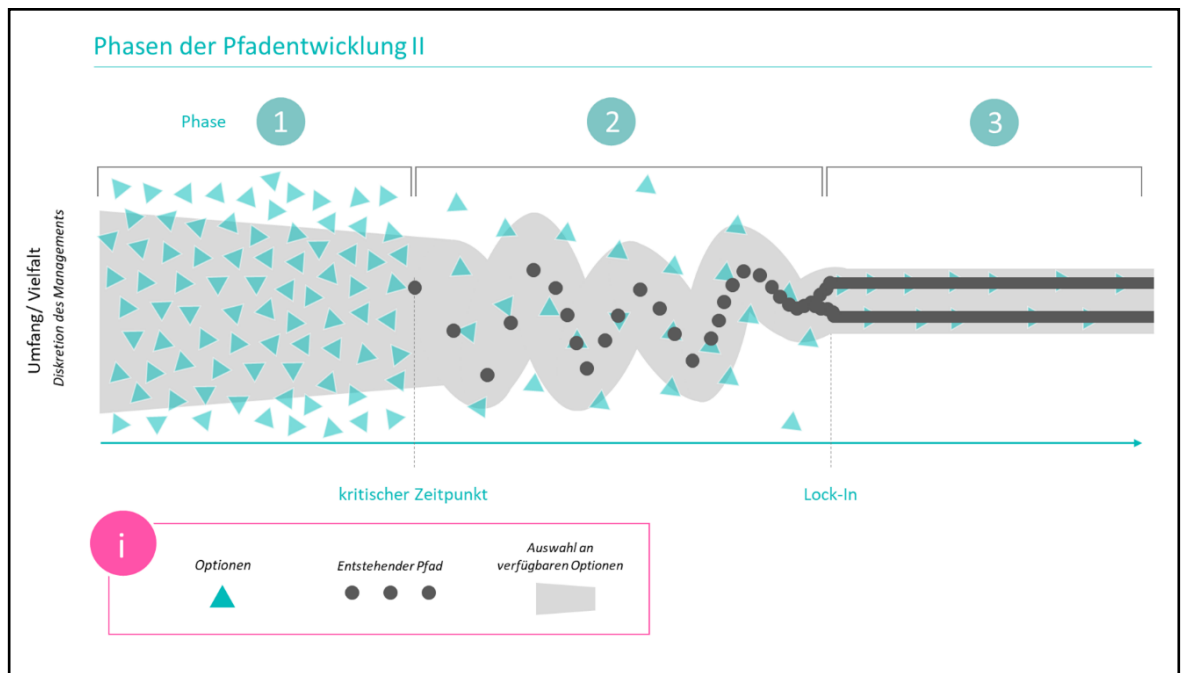 Phasen der Pfadentwicklung II
Phase
1
2
3
Umfang/ Vielfalt
Diskretion des Managements
kritischer Zeitpunkt
Lock-In
i
Optionen
Entstehender Pfad
Auswahl an
verfügbaren Optionen